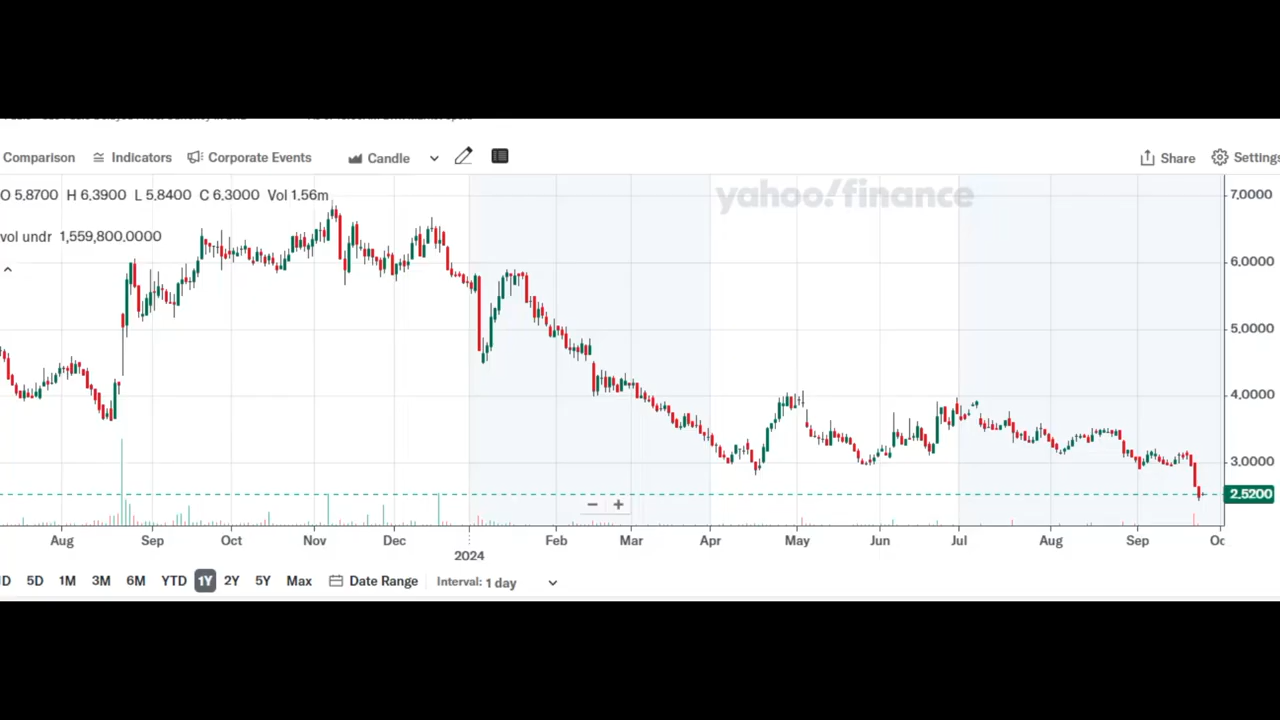 Comparison Indicators Corporate Events Candle Share Settings
O 5.8700 H 6.3900 L 5.8400 C 6.3000 Vol 1.56m
yahoo!finance
7.0000
vol undr 1,559,800.0000
6.0000
5.0000
4.0000
3.0000
2.5200
Aug Sep Oct Nov Dec Feb Mar Apr May Jun Jul Aug Sep Oc
2024
D 5D 1M 3M 6M YTD 1Y 2Y 5Y Max Date Range Interval: 1 day